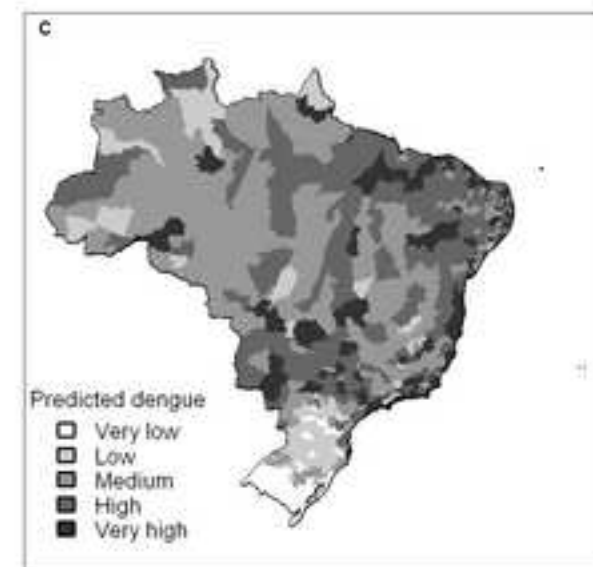 C
Predicted dengue
Very low
Low
Medium
High
Very high